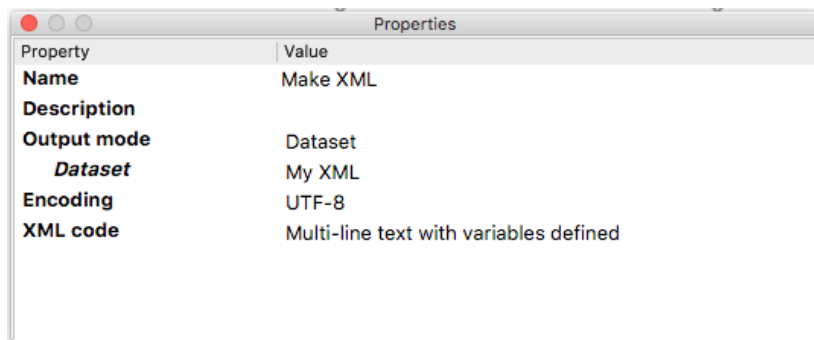 Properties
Property Value
Name Make XML
Description
Output mode Dataset
Dataset My XML
Encoding UTF-8
XML code Multi-line text with variables defined